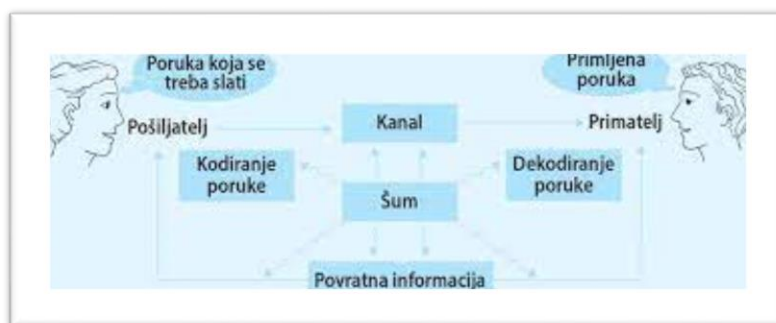 Poruka koja se
treba slati
Primljena
poruka
Pošiljatelj
Kanal
Primatelj
Kodiranje
poruke
Dekodiranje
poruke
Šum
Povratna informacija